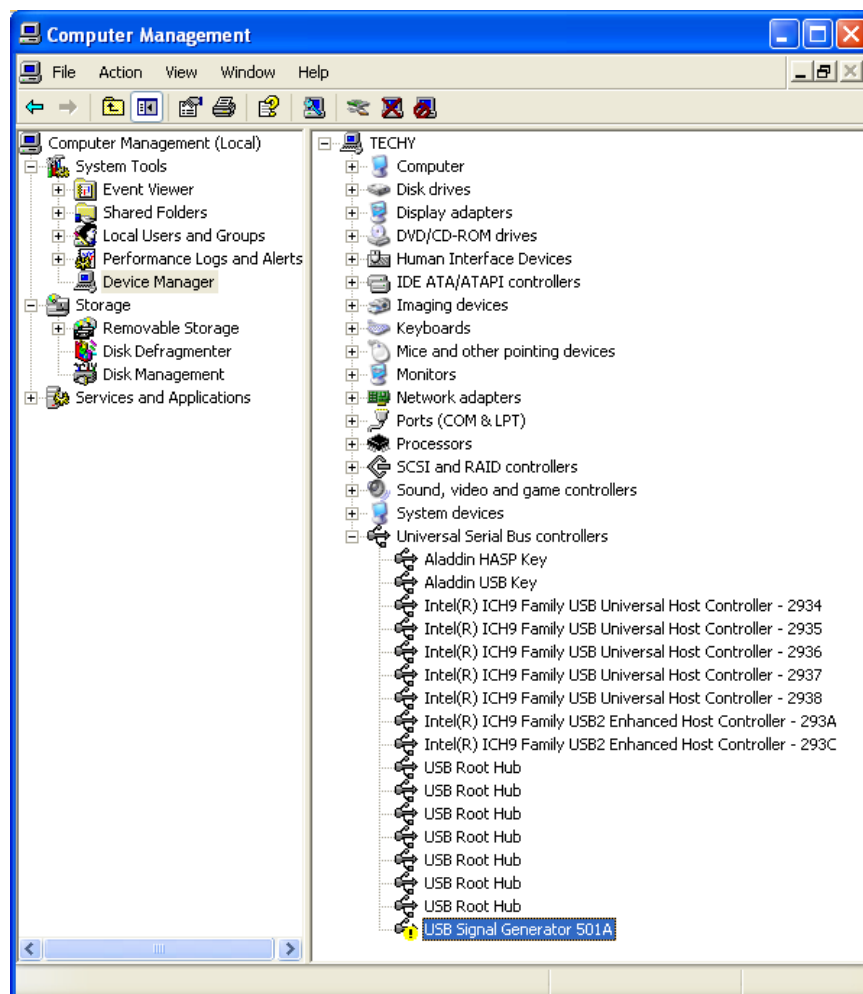 Computer Management
File Action View Window Help
Computer Management (Local)
System Tools
Event Viewer
Shared Folders
Local Users and Groups
Performance Logs and Alerts
Device Manager
Storage
Removable Storage
Disk Defragmenter
Disk Management
Services and Applications
TECHY
Computer
Disk drives
Display adapters
DVD/CD-ROM drives
Human Interface Devices
IDE ATA/ATAPI controllers
Imaging devices
Keyboards
Mice and other pointing devices
Monitors
Network adapters
Ports (COM & LPT)
Processors
SCSI and RAID controllers
Sound, video and game controllers
System devices
Universal Serial Bus controllers
Aladdin HASP Key
Aladdin USB Key
Intel(R) ICH9 Family USB Universal Host Controller - 2934
Intel(R) ICH9 Family USB Universal Host Controller - 2935
Intel(R) ICH9 Family USB Universal Host Controller - 2936
Intel(R) ICH9 Family USB Universal Host Controller - 2937
Intel(R) ICH9 Family USB Universal Host Controller - 2938
Intel(R) ICH9 Family USB2 Enhanced Host Controller - 293A
Intel(R) ICH9 Family USB2 Enhanced Host Controller - 293C
USB Root Hub
USB Root Hub
USB Root Hub
USB Root Hub
USB Root Hub
USB Root Hub
USB Root Hub
USB Signal Generator 501A